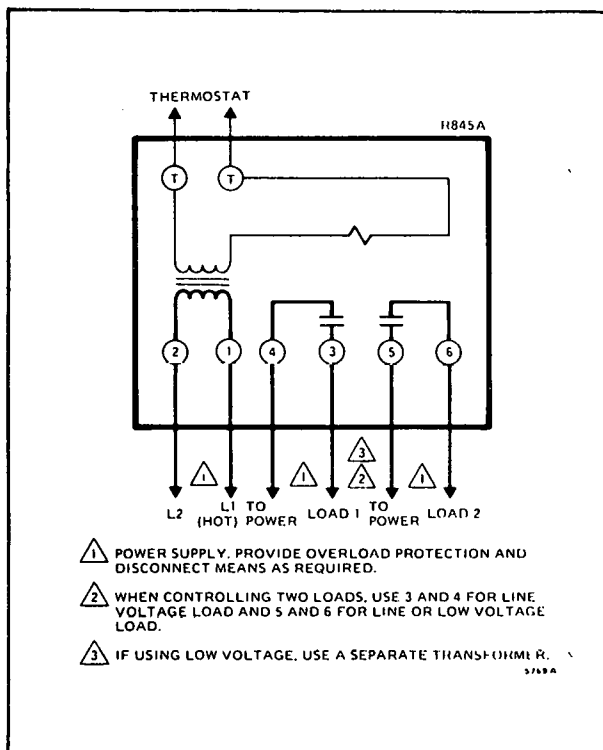 THERMOSTAT
R845A
T T
2 1 4 3 5 6
3
1 1 2 1
L2 L1 (HOT) TO POWER LOAD 1 TO POWER LOAD 2
1 POWER SUPPLY. PROVIDE OVERLOAD PROTECTION AND
DISCONNECT MEANS AS REQUIRED.
2 WHEN CONTROLLING TWO LOADS, USE 3 AND 4 FOR LINE
VOLTAGE LOAD AND 5 AND 6 FOR LINE OR LOW VOLTAGE
LOAD.
3 IF USING LOW VOLTAGE, USE A SEPARATE TRANSFORMER.
5769A